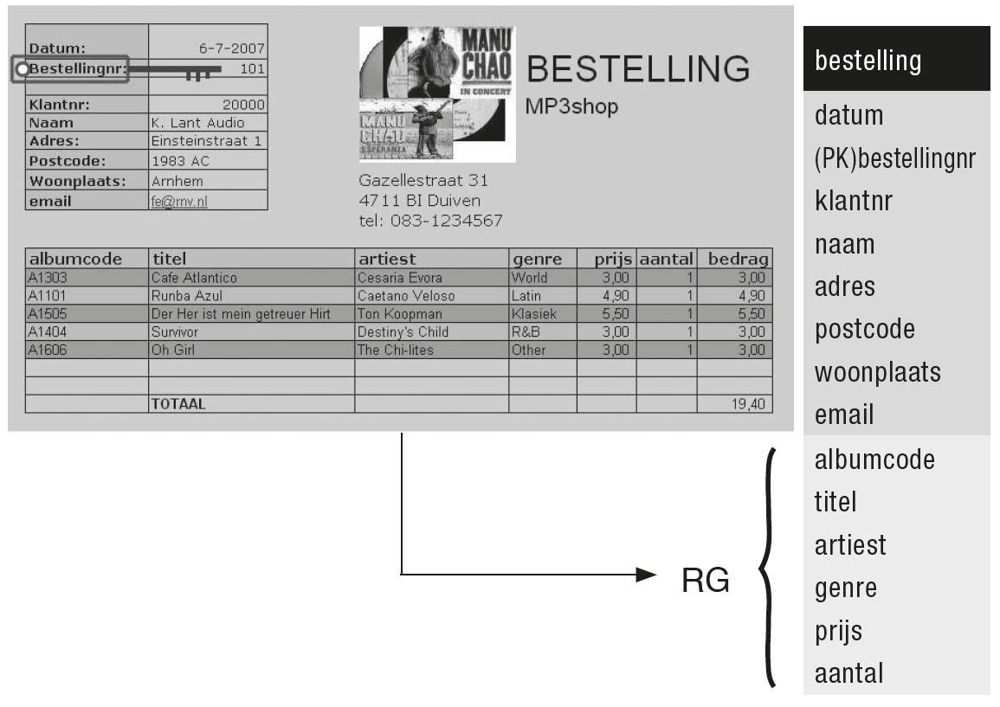 Datum: 6-7-2007
Bestellingnr: 101
Klantnr: 20000
Naam K. Lant Audio
Adres: Einsteinstraat 1
Postcode: 1983 AC
Woonplaats: Arnhem
email fe@rnv.nl
MANU
CHAO
IN CONCERT
MANU
CHAO
ESPERANZA
BESTELLING
MP3shop
Gazellestraat 31
4711 BI Duiven
tel: 083-1234567
albumcode titel artiest genre prijs aantal bedrag
A1303 Cafe Atlantico Cesaria Evora World 3,00 1 3,00
A1101 Runba Azul Caetano Veloso Latin 4,90 1 4,90
A1505 Der Her ist mein getreuer Hirt Ton Koopman Klasiek 5,50 1 5,50
A1404 Survivor Destiny's Child R&B 3,00 1 3,00
A1606 Oh Girl The Chi-lites Other 3,00 1 3,00
TOTAAL 19,40
RG
bestelling
datum
(PK)bestellingnr
klantnr
naam
adres
postcode
woonplaats
email
albumcode
titel
artiest
genre
prijs
aantal